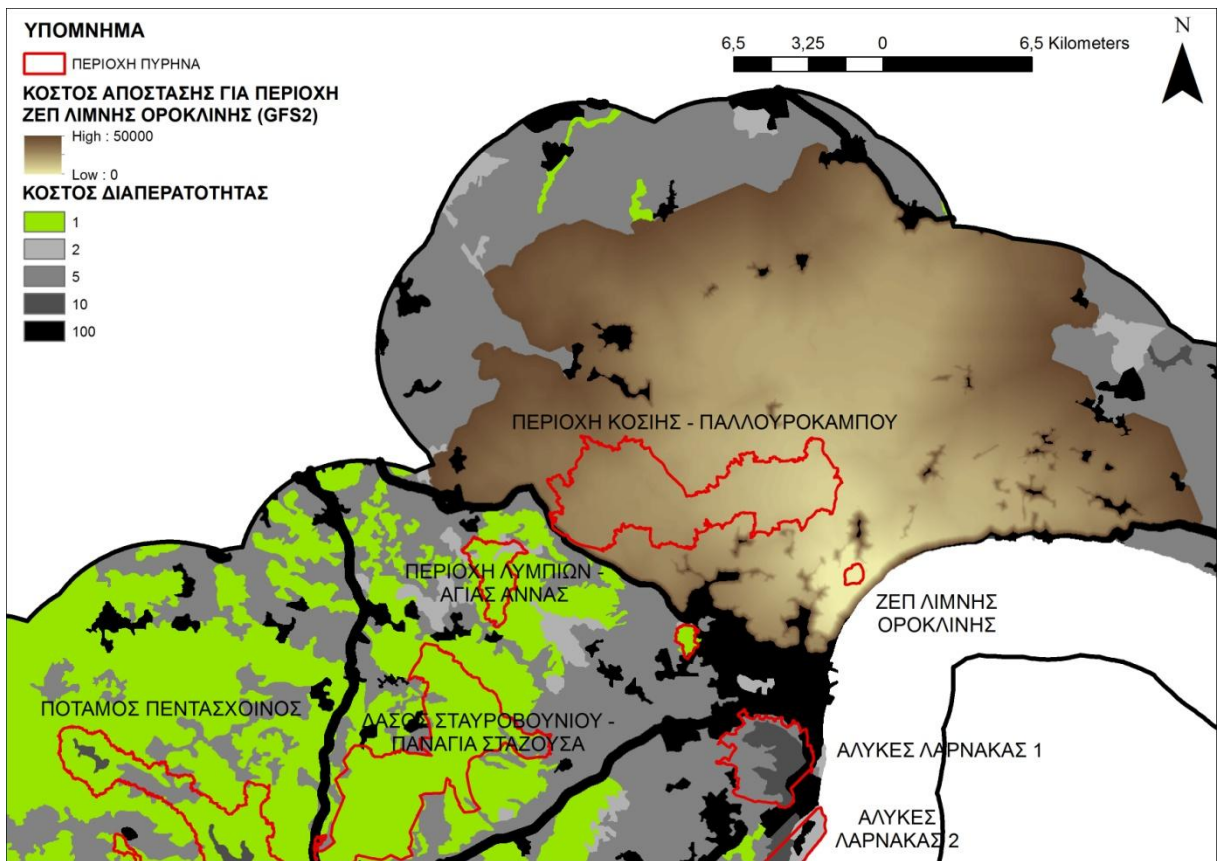 ΥΠΟΜΝΗΜΑ
ΠΕΡΙΟΧΗ ΠΥΡΗΝΑ
ΚΟΣΤΟΣ ΑΠΟΣΤΑΣΗΣ ΓΙΑ ΠΕΡΙΟΧΗ
ΖΕΠ ΛΙΜΝΗΣ ΟΡΟΚΛΙΝΗΣ (GFS2)
High : 50000
Low : 0
ΚΟΣΤΟΣ ΔΙΑΠΕΡΑΤΟΤΗΤΑΣ
1
2
5
10
100
6,5 3,25 0 6,5 Kilometers
N
ΠΕΡΙΟΧΗ ΚΟΣΙΗΣ - ΠΑΛΛΟΥΡΟΚΑΜΠΟΥ
ΠΕΡΙΟΧΗ ΛΥΜΠΙΩΝ -
ΑΓΙΑΣ ΑΝΝΑΣ
ΖΕΠ ΛΙΜΝΗΣ
ΟΡΟΚΛΙΝΗΣ
ΠΟΤΑΜΟΣ ΠΕΝΤΑΣΧΟΙΝΟΣ
ΔΑΣΟΣ ΣΤΑΥΡΟΒΟΥΝΙΟΥ -
ΠΑΝΑΓΙΑ ΣΤΑΖΟΥΣΑ
ΑΛΥΚΕΣ ΛΑΡΝΑΚΑΣ 1
ΑΛΥΚΕΣ
ΛΑΡΝΑΚΑΣ 2